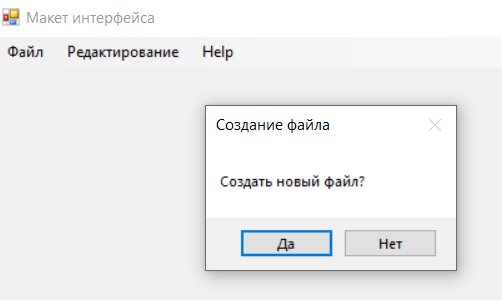 Макет интерфейса
Файл Редактирование Help
Создание файла
Создать новый файл?
Да Нет